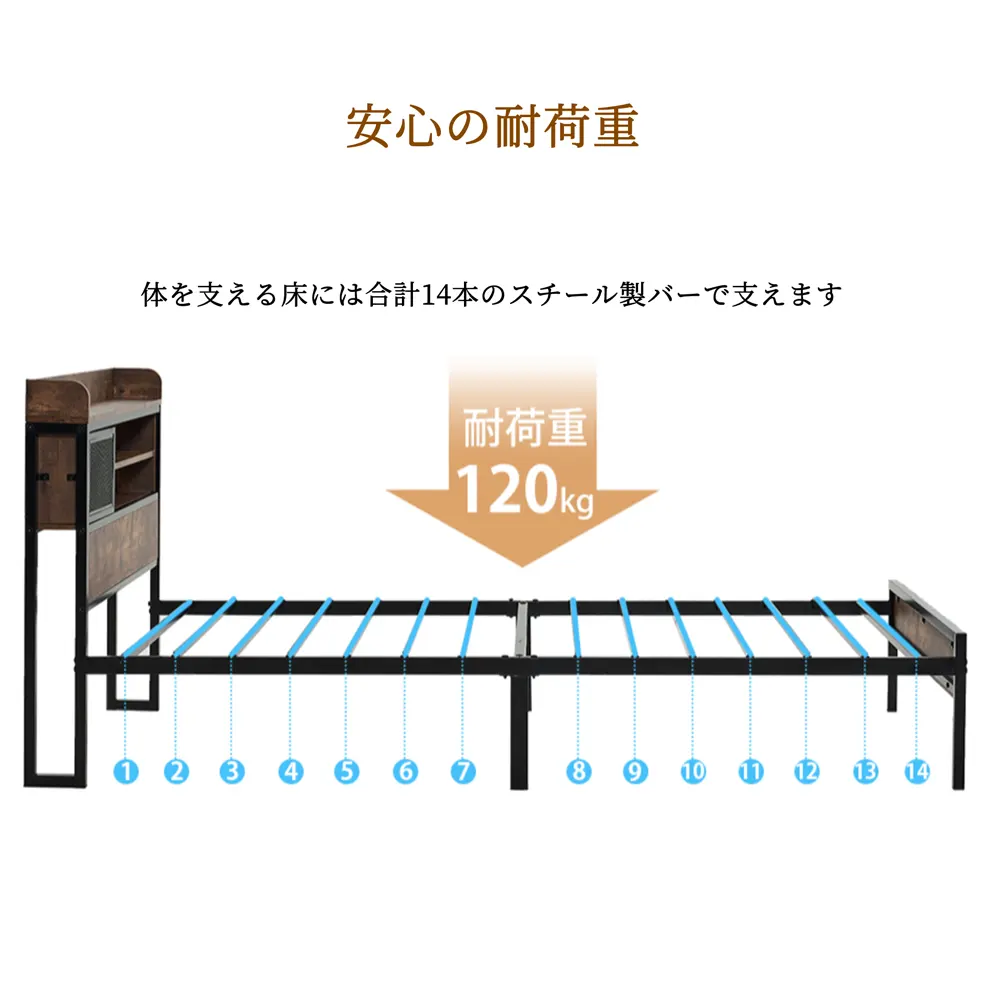 安心の耐荷重
体を支える床には合計14本のスチール製バーで支えます
耐荷重
120kg
1 2 3 4 5 6 7 8 9 10 11 12 13 14